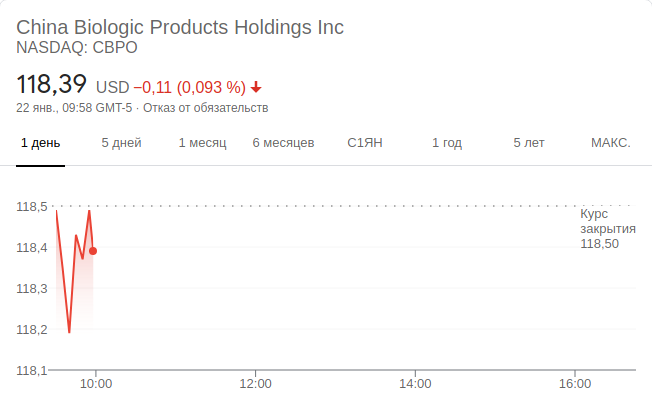 China Biologic Products Holdings Inc
NASDAQ: CBPO
118,39 USD −0,11 (0,093 %)
22 янв., 09:58 GMT-5 · Отказ от обязательств
1 день 5 дней 1 месяц 6 месяцев С1ЯН 1 год 5 лет МАКС.
118,5
Курс
закрытия
118,50
118,4
118,3
118,2
118,1
10:00 12:00 14:00 16:00